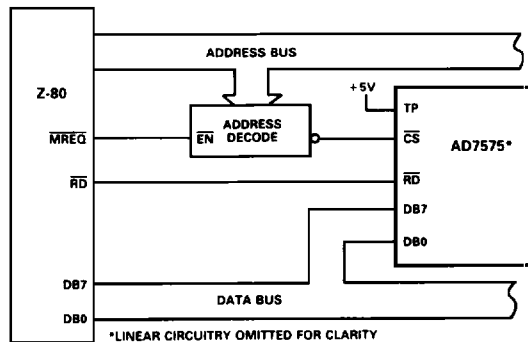 ADDRESS BUS
Z-80
+5V
TP
ADDRESS
DECODE
MREQ
EN
CS
AD7575*
RD
RD
DB7
DB0
DB7
DATA BUS
DB0
*LINEAR CIRCUITRY OMITTED FOR CLARITY